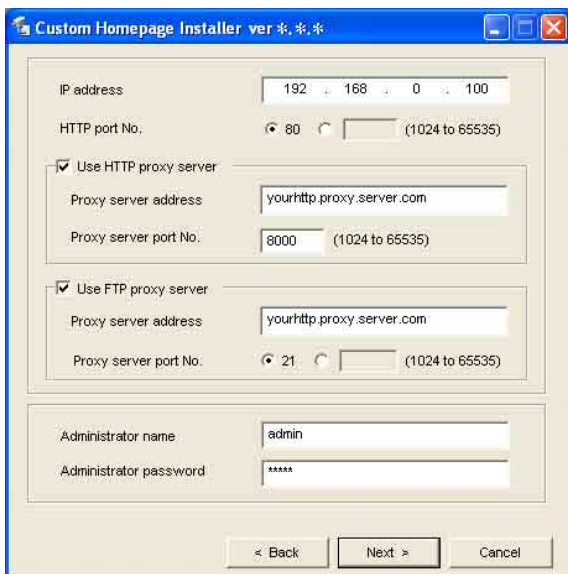 Custom Homepage Installer ver *.*.*
IP address 192 . 168 . 0 . 100
HTTP port No. 80 (1024 to 65535)
Use HTTP proxy server
Proxy server address yourhttp.proxy.server.com
Proxy server port No. 8000 (1024 to 65535)
Use FTP proxy server
Proxy server address yourhttp.proxy.server.com
Proxy server port No. 21 (1024 to 65535)
Administrator name admin
Administrator password *****
< Back Next > Cancel